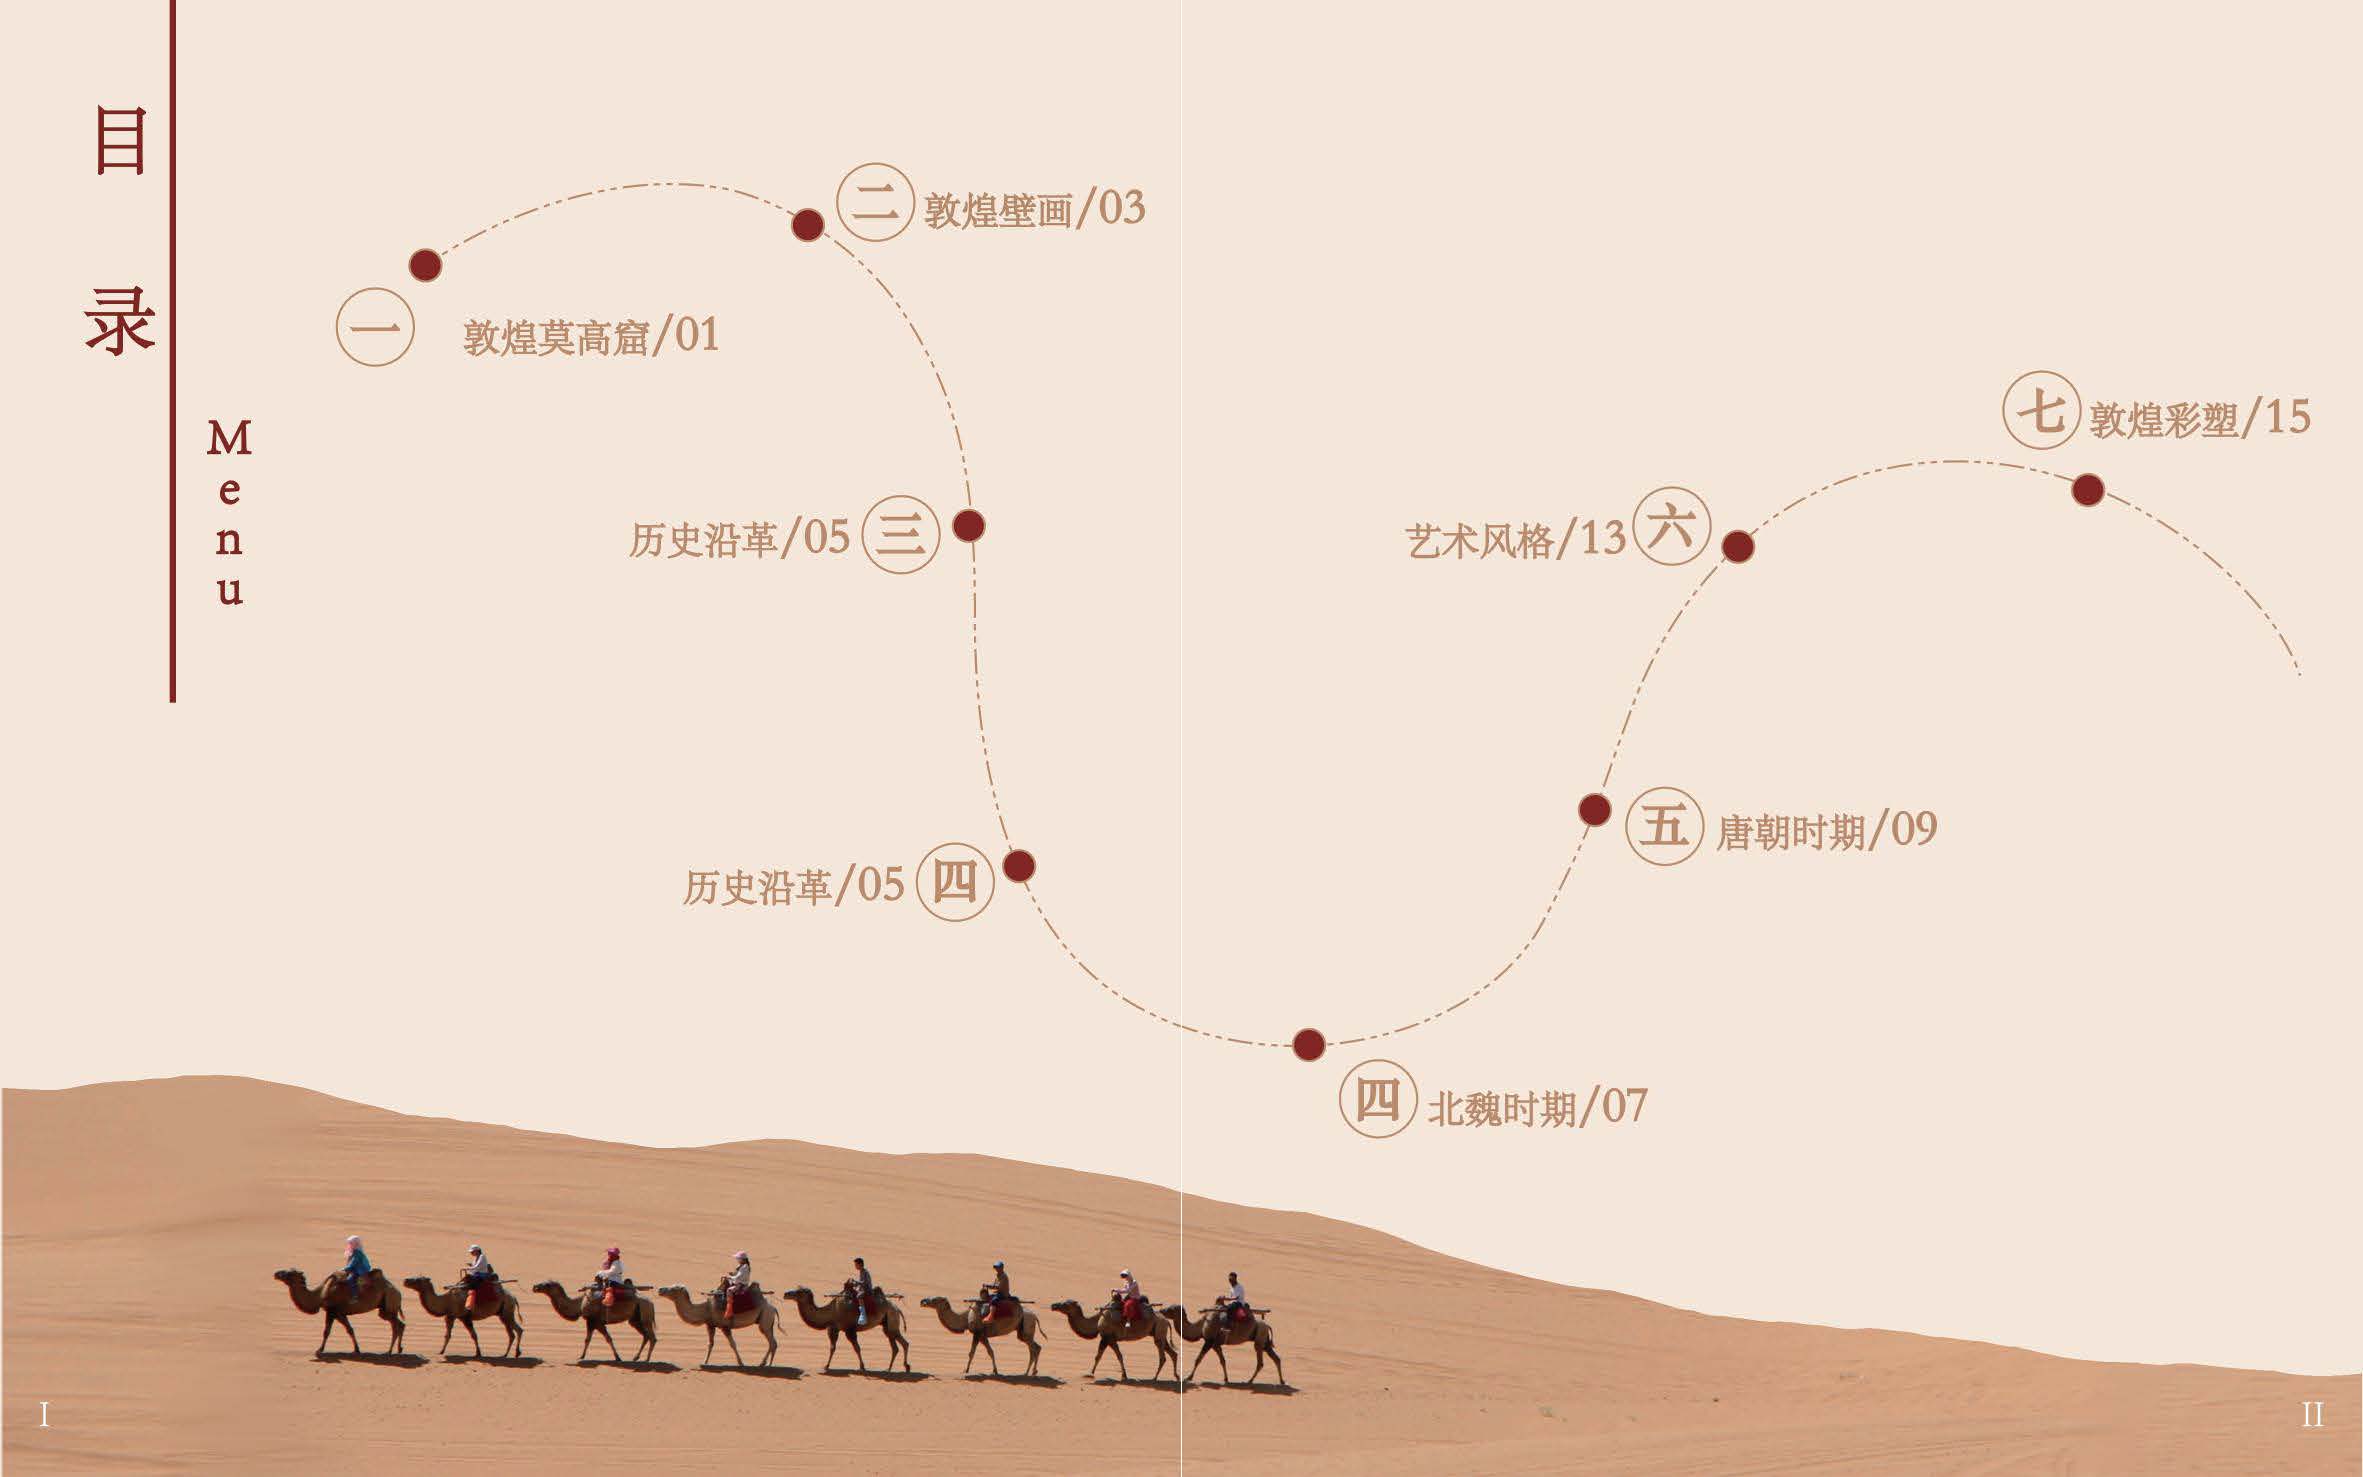 目录
Menu
一 敦煌莫高窟/01
二 敦煌壁画/03
历史沿革/05 三
历史沿革/05 四
四 北魏时期/07
五 唐朝时期/09
艺术风格/13 六
七 敦煌彩塑/15
I
II